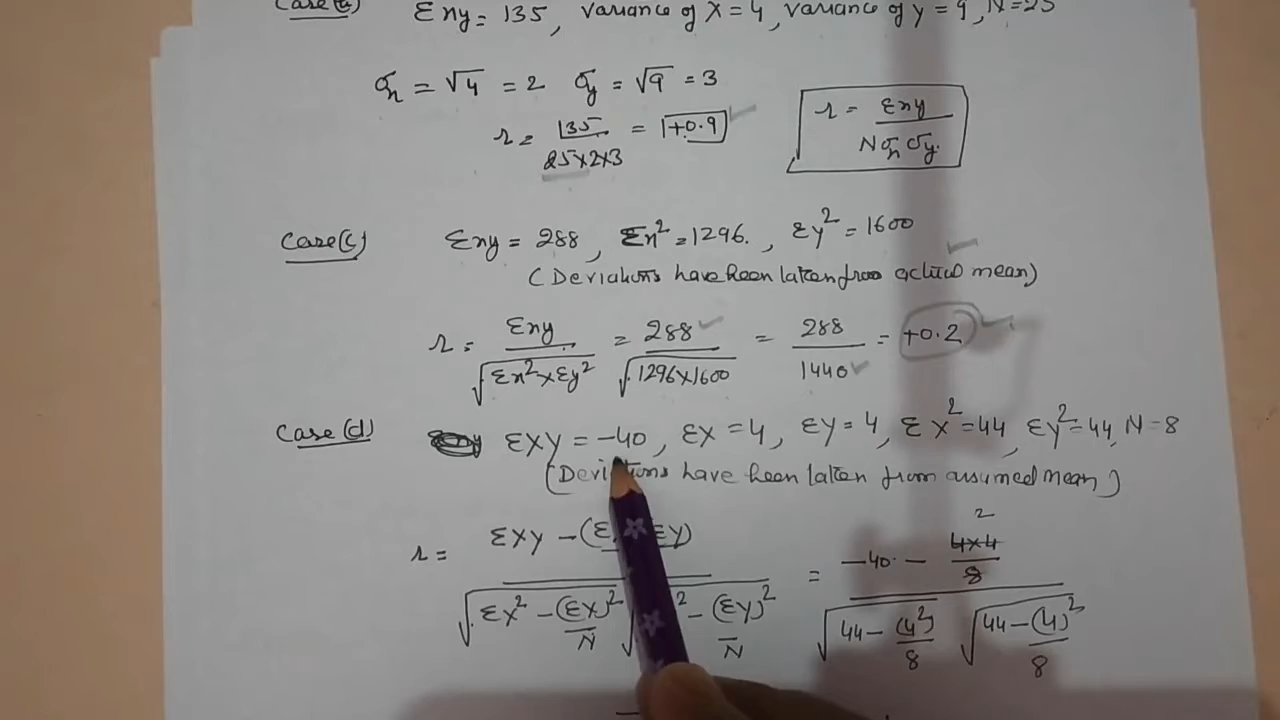 Σxy = 135, variance of X = 4, variance of y = 9, N = 25
σx = √4 = 2 σy = √9 = 3
r = 135 / 25×2×3 = +0.9
r = Σxy / N σx σy
Case(c) Σxy = 288, Σx² = 1296, Σy² = 1600
(Deviations have been taken from actual mean)
r = Σxy / √Σx²×Σy² = 288 / √1296×1600 = 288 / 1440 = +0.2
Case(d) ΣXY = -40, ΣX = 4, ΣY = 4, ΣX² = 44, ΣY² = 44, N = 8
(Deviations have been taken from assumed mean)
r = ΣXY - (Σ ΣY) / √ΣX² - (ΣX)²/N √ ² - (ΣY)²/N = -40 - 4×4/8 2 / √44 - (4²)/8 √44 - (4)²/8